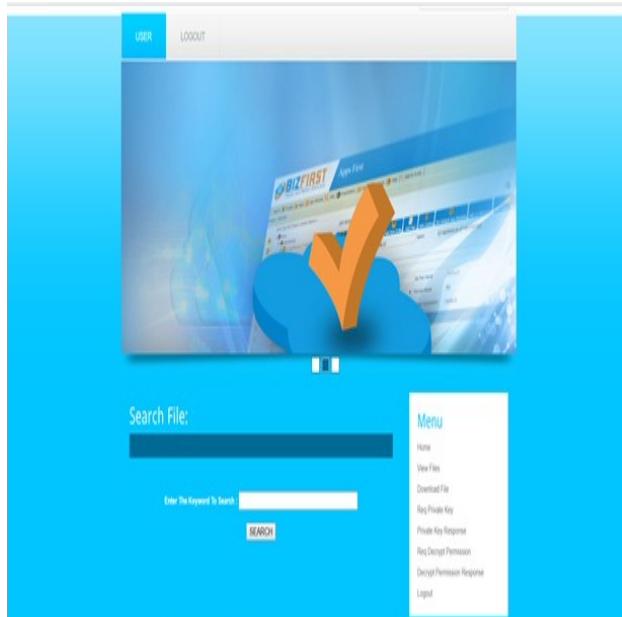 USER LOGOUT
BIZFIRST
Apps First
Search File:
Enter The Keyword To Search :
SEARCH
Menu
Home
View Files
Download File
Req Private Key
Private Key Response
Req Decrypt Permission
Decrypt Permission Response
Logout